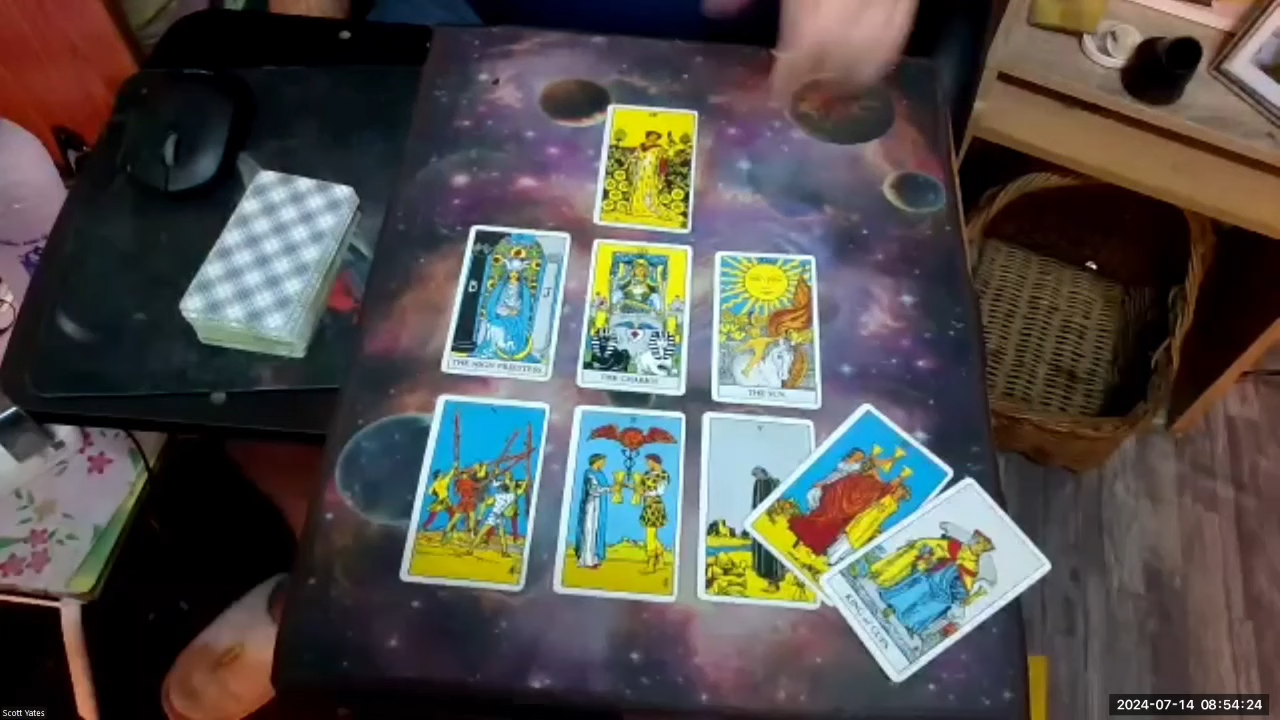 B J
THE HIGH PRIESTESS
THE CHARIOT
THE SUN
V
KING of CUPS
Scott Yates
2024-07-14 08:54:24